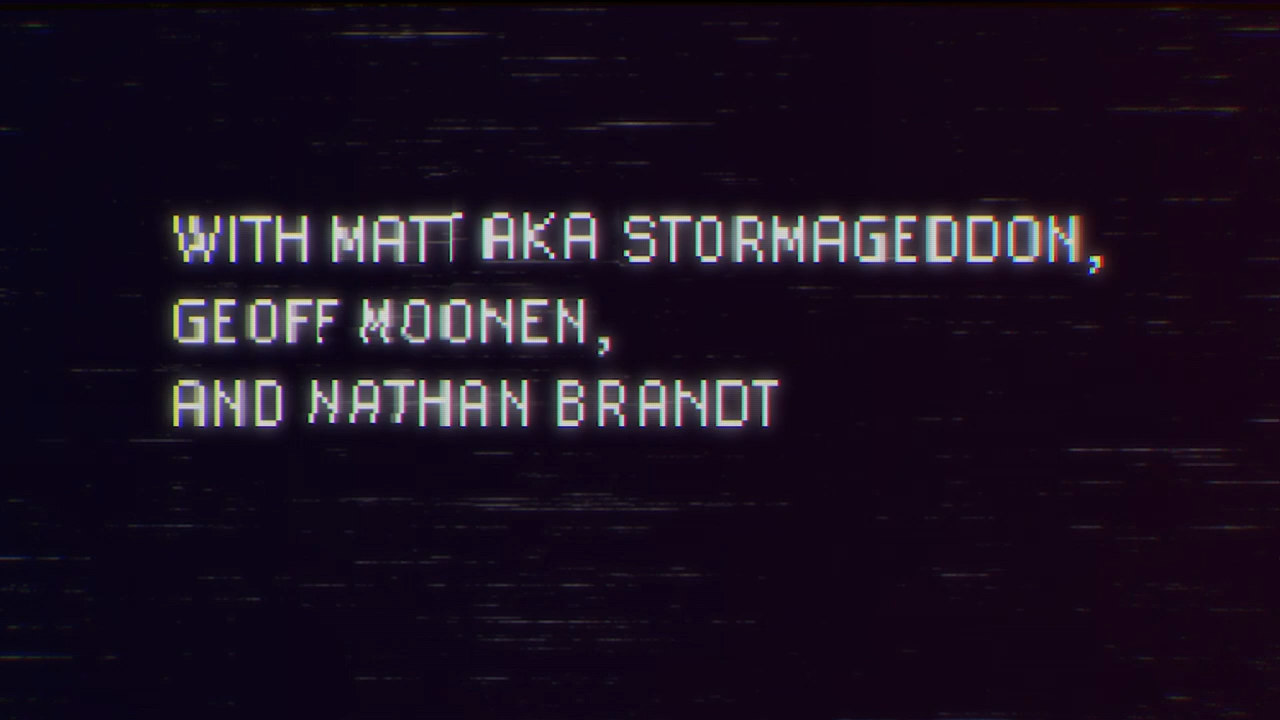 WITH MATT AKA STORMAGEDDON,
GEOFF MOONEN,
AND NATHAN BRANDT